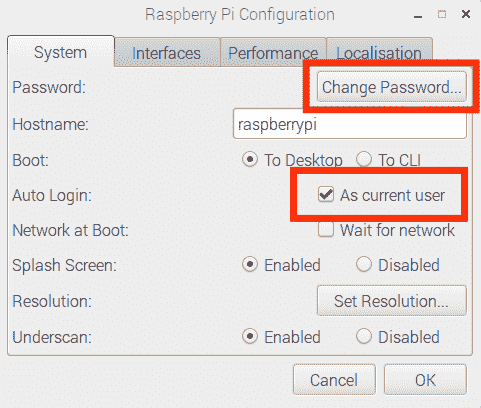 Raspberry Pi Configuration
System Interfaces Performance Localisation
Password: Change Password...
Hostname: raspberrypi
Boot: To Desktop To CLI
Auto Login: As current user
Network at Boot: Wait for network
Splash Screen: Enabled Disabled
Resolution: Set Resolution...
Underscan: Enabled Disabled
Cancel OK